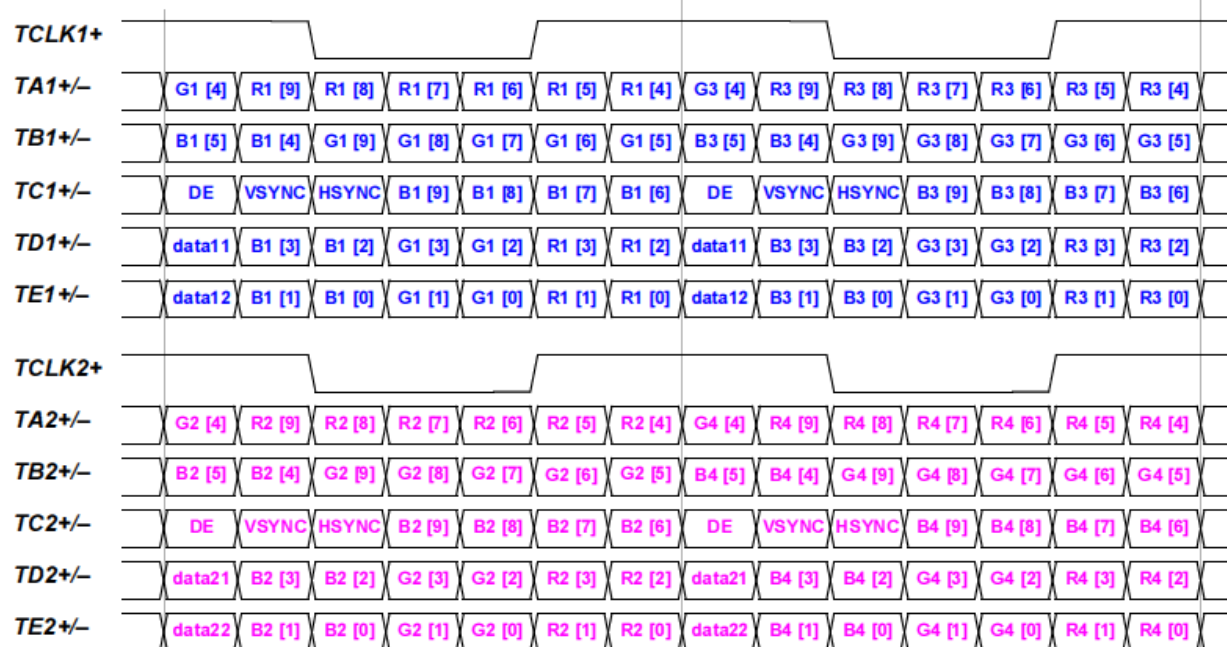 TCLK1+
TA1+/– G1 [4] R1 [9] R1 [8] R1 [7] R1 [6] R1 [5] R1 [4] G3 [4] R3 [9] R3 [8] R3 [7] R3 [6] R3 [5] R3 [4]
TB1+/– B1 [5] B1 [4] G1 [9] G1 [8] G1 [7] G1 [6] G1 [5] B3 [5] B3 [4] G3 [9] G3 [8] G3 [7] G3 [6] G3 [5]
TC1+/– DE VSYNC HSYNC B1 [9] B1 [8] B1 [7] B1 [6] DE VSYNC HSYNC B3 [9] B3 [8] B3 [7] B3 [6]
TD1+/– data11 B1 [3] B1 [2] G1 [3] G1 [2] R1 [3] R1 [2] data11 B3 [3] B3 [2] G3 [3] G3 [2] R3 [3] R3 [2]
TE1+/– data12 B1 [1] B1 [0] G1 [1] G1 [0] R1 [1] R1 [0] data12 B3 [1] B3 [0] G3 [1] G3 [0] R3 [1] R3 [0]
TCLK2+
TA2+/– G2 [4] R2 [9] R2 [8] R2 [7] R2 [6] R2 [5] R2 [4] G4 [4] R4 [9] R4 [8] R4 [7] R4 [6] R4 [5] R4 [4]
TB2+/– B2 [5] B2 [4] G2 [9] G2 [8] G2 [7] G2 [6] G2 [5] B4 [5] B4 [4] G4 [9] G4 [8] G4 [7] G4 [6] G4 [5]
TC2+/– DE VSYNC HSYNC B2 [9] B2 [8] B2 [7] B2 [6] DE VSYNC HSYNC B4 [9] B4 [8] B4 [7] B4 [6]
TD2+/– data21 B2 [3] B2 [2] G2 [3] G2 [2] R2 [3] R2 [2] data21 B4 [3] B4 [2] G4 [3] G4 [2] R4 [3] R4 [2]
TE2+/– data22 B2 [1] B2 [0] G2 [1] G2 [0] R2 [1] R2 [0] data22 B4 [1] B4 [0] G4 [1] G4 [0] R4 [1] R4 [0]